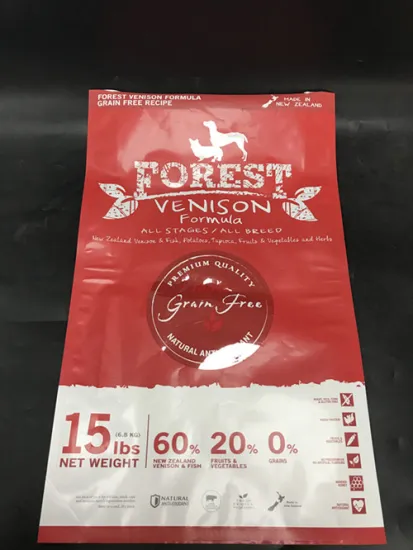 FOREST VENISON FORMULA
GRAIN FREE RECIPE
MADE IN
NEW ZEALAND
FOREST
VENISON
Formula
ALL STAGES / ALL BREED
New Zealand Venison & Fish, Potatoes, Tapioca, Fruits & Vegetables and Herbs
PREMIUM QUALITY
Grain Free
NATURAL
15 lbs
(6.8 KG)
NET WEIGHT
60%
NEW ZEALAND
VENISON & FISH
20%
FRUITS &
VEGETABLES
0%
GRAINS
NATURAL